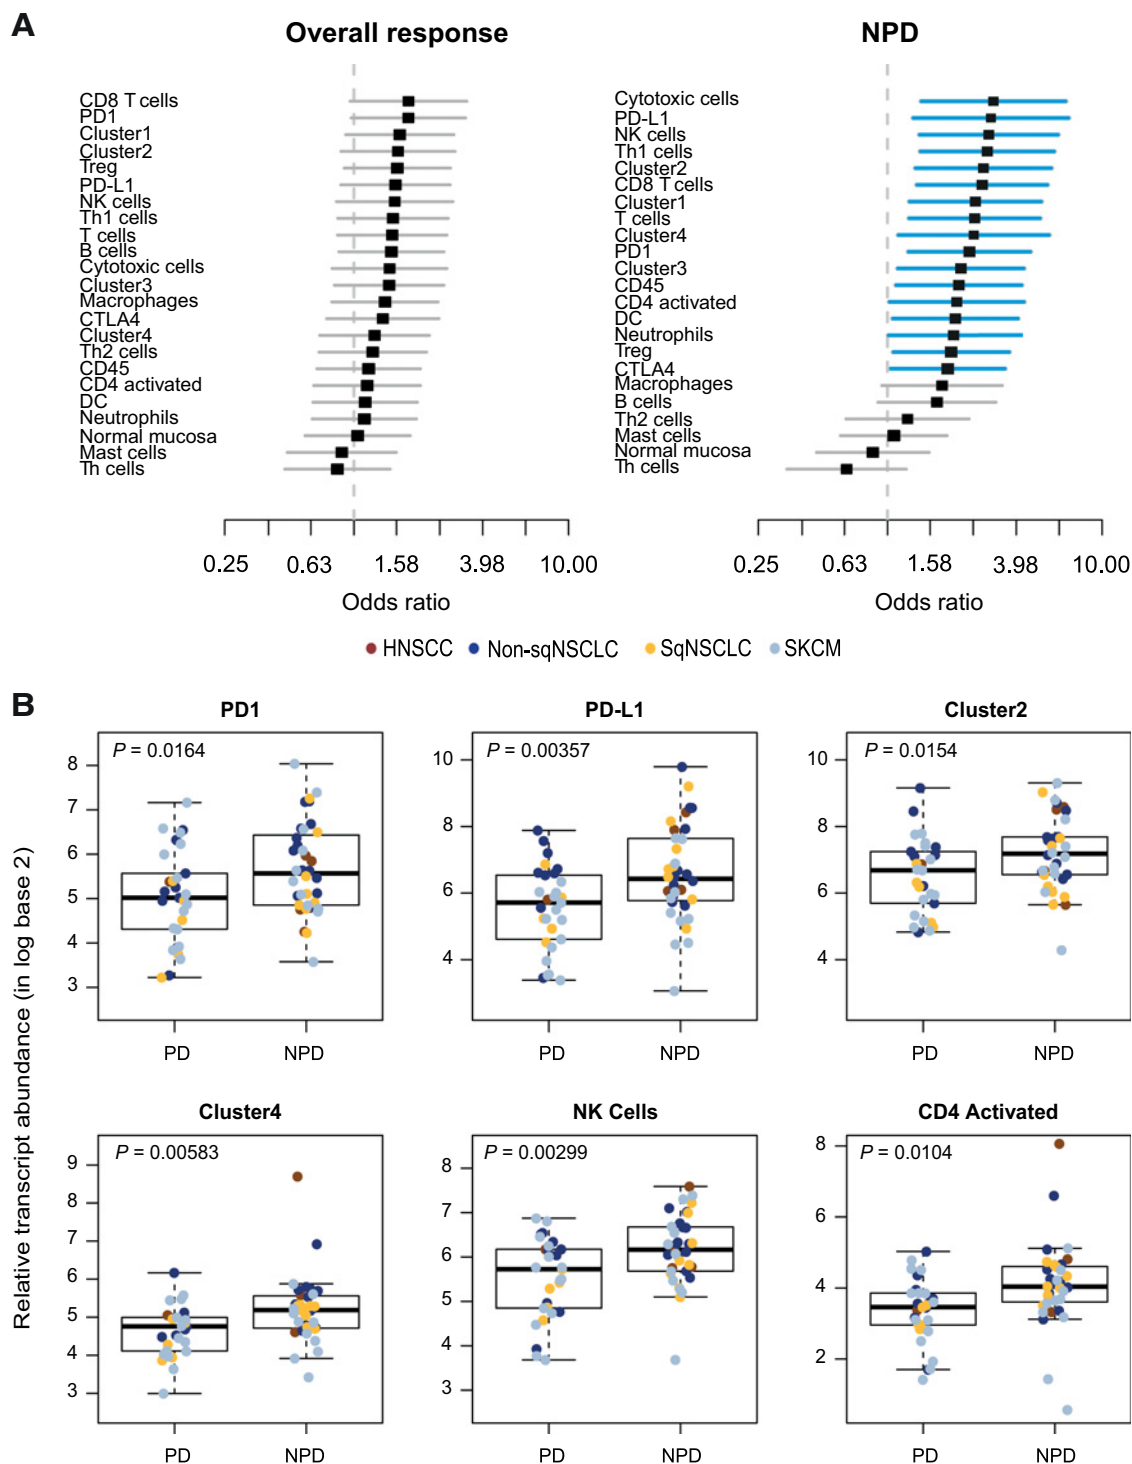 A
Overall response
NPD
CD8 T cells
PD1
Cluster1
Cluster2
Treg
PD-L1
NK cells
Th1 cells
T cells
B cells
Cytotoxic cells
Cluster3
Macrophages
CTLA4
Cluster4
Th2 cells
CD45
CD4 activated
DC
Neutrophils
Normal mucosa
Mast cells
Th cells
0.25 0.63 1.58 3.98 10.00
Odds ratio
Cytotoxic cells
PD-L1
NK cells
Th1 cells
Cluster2
CD8 T cells
Cluster1
T cells
Cluster4
PD1
Cluster3
CD45
CD4 activated
DC
Neutrophils
Treg
CTLA4
Macrophages
B cells
Th2 cells
Mast cells
Normal mucosa
Th cells
0.25 0.63 1.58 3.98 10.00
Odds ratio
HNSCC Non-sqNSCLC SqNSCLC SKCM
B
Relative transcript abundance (in log base 2)
PD1
P = 0.0164
8
7
6
5
4
3
PD NPD
PD-L1
P = 0.00357
10
8
6
4
PD NPD
Cluster2
P = 0.0154
10
8
6
4
PD NPD
Cluster4
P = 0.00583
9
8
7
6
5
4
3
PD NPD
NK Cells
P = 0.00299
8
7
6
5
4
3
PD NPD
CD4 Activated
P = 0.0104
8
6
4
2
PD NPD